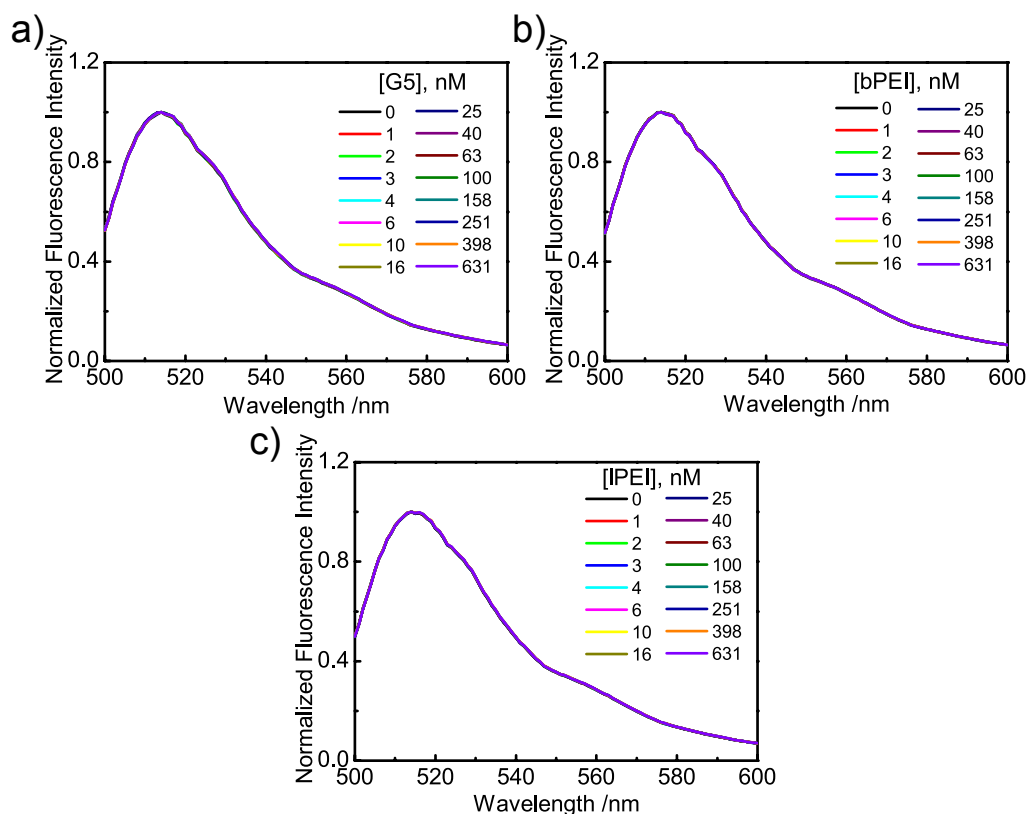 a)
Normalized Fluorescence Intensity
1.2
0.8
0.4
0.0
[G5], nM
0 25
1 40
2 63
3 100
4 158
6 251
10 398
16 631
500 520 540 560 580 600
Wavelength /nm
b)
Normalized Fluorescence Intensity
1.2
0.8
0.4
0.0
[bPEI], nM
0 25
1 40
2 63
3 100
4 158
6 251
10 398
16 631
500 520 540 560 580 600
Wavelength /nm
c)
Normalized Fluorescence Intensity
1.2
0.8
0.4
0.0
[lPEI], nM
0 25
1 40
2 63
3 100
4 158
6 251
10 398
16 631
500 520 540 560 580 600
Wavelength /nm